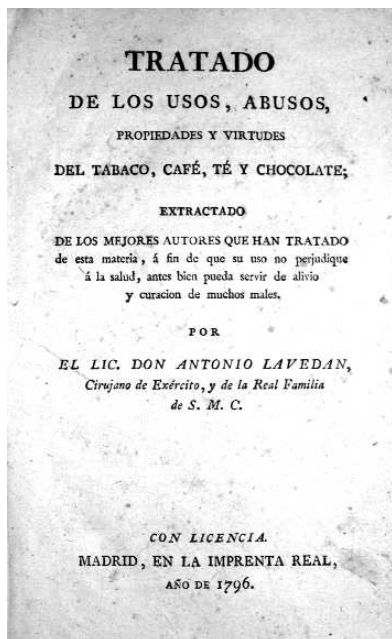 TRATADO
DE LOS USOS, ABUSOS,
PROPIEDADES Y VIRTUDES
DEL TABACO, CAFÉ, TÉ Y CHOCOLATE;
EXTRACTADO
DE LOS MEJORES AUTORES QUE HAN TRATADO
de esta materia, á fin de que su uso no perjudique
á la salud, antes bien pueda servir de alivio
y curacion de muchos males.
POR
EL LIC. DON ANTONIO LAVEDAN,
Cirujano de Exército, y de la Real Familia
de S. M. C.
CON LICENCIA.
MADRID, EN LA IMPRENTA REAL,
AÑO DE 1796.